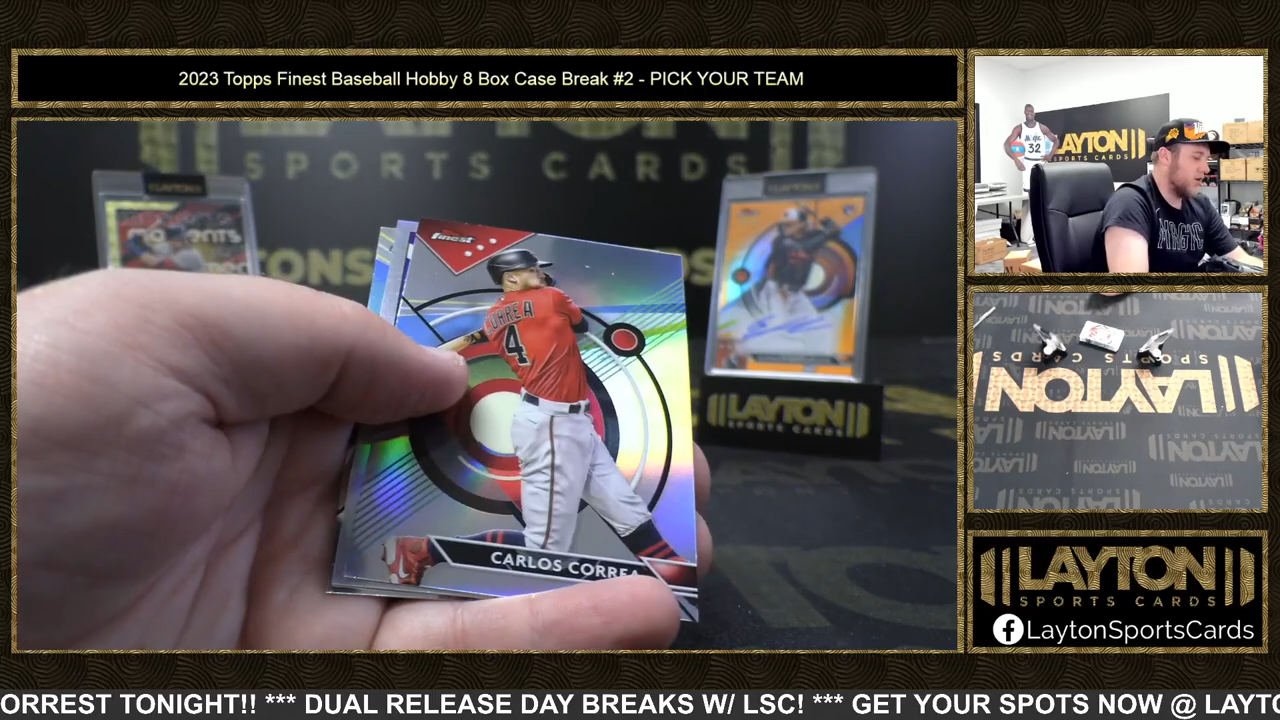 2023 Topps Finest Baseball Hobby 8 Box Case Break #2 - PICK YOUR TEAM
LAYTON
SPORTS CARDS
finest
CORREA
4
CARLOS CORREA
LAYTON
SPORTS CARDS
LAYTON
SPORTS CARDS
32
MAGIC
LAYTON
SPORTS CARDS
LAYTON
SPORTS CARDS
LaytonSportsCards
ORREST TONIGHT!! *** DUAL RELEASE DAY BREAKS W/ LSC! *** GET YOUR SPOTS NOW @ LAYTO